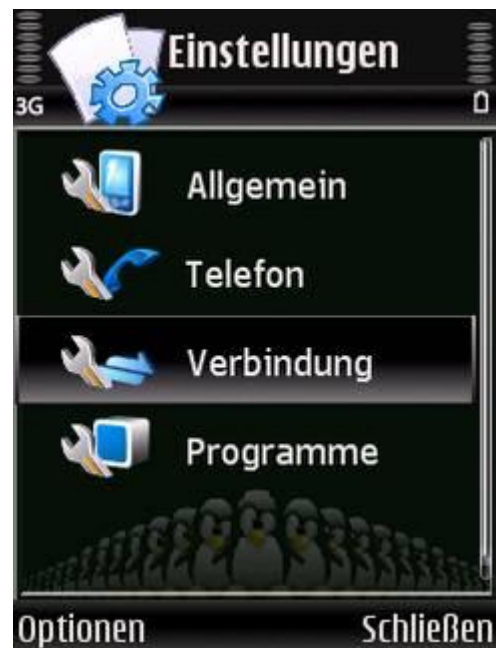 Einstellungen
3G
Allgemein
Telefon
Verbindung
Programme
Optionen Schließen